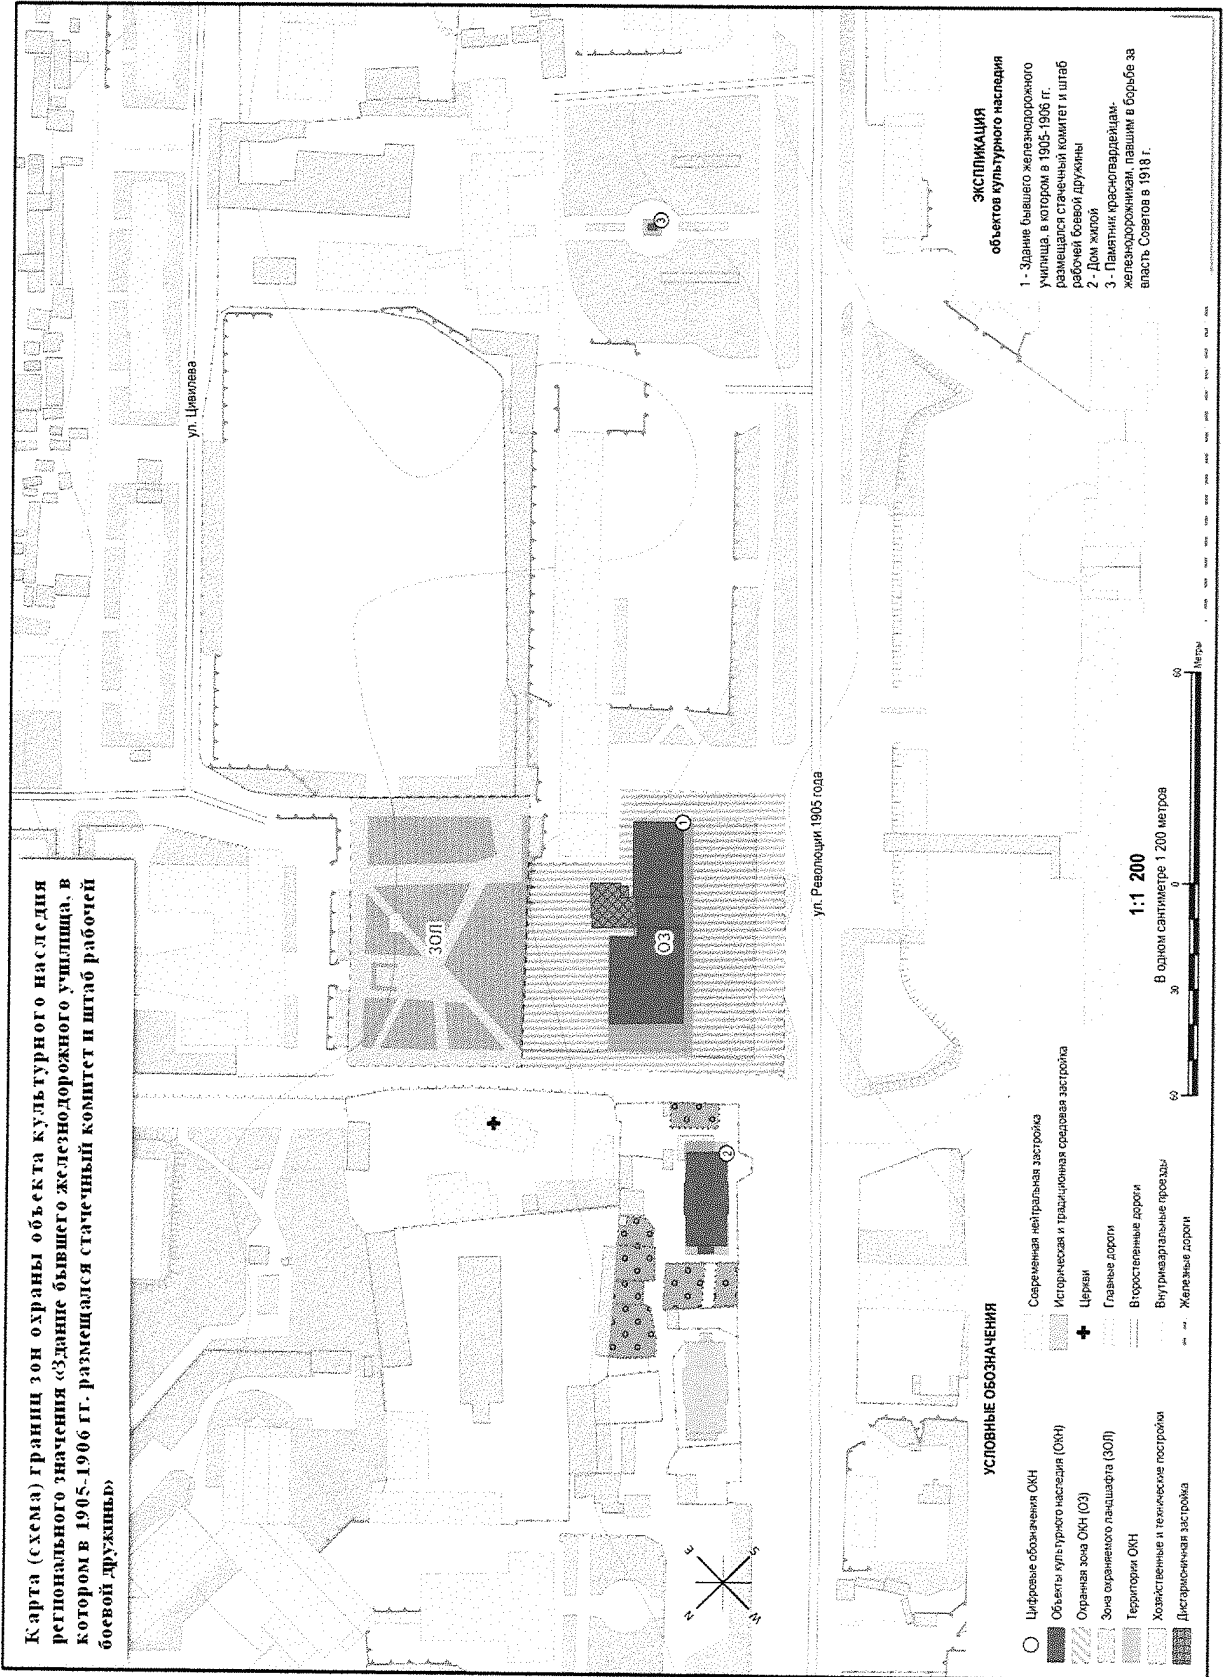 Карта (схема) границ зон охраны объекта культурного наследия
регионального значения «Здание бывшего железнодорожного училища, в
котором в 1905-1906 гг. размещался стачечный комитет и штаб рабочей
боевой дружины»
ул. Цивилева
ЗОЛ
ОЗ
1
2
3
ул. Революции 1905 года
N
E
S
W
ЭКСПЛИКАЦИЯ
объектов культурного наследия
1 - Здание бывшего железнодорожного
училища, в котором в 1905-1906 гг.
размещался стачечный комитет и штаб
рабочей боевой дружины
2 - Дом жилой
3 - Памятник красногвардейцам-
железнодорожникам, павшим в борьбе за
власть Советов в 1918 г.
УСЛОВНЫЕ ОБОЗНАЧЕНИЯ
Цифровые обозначения ОКН
Объекты культурного наследия (ОКН)
Охранная зона ОКН (ОЗ)
Зона охраняемого ландшафта (ЗОЛ)
Территории ОКН
Хозяйственные и технические постройки
Дисгармоничная застройка
Современная нейтральная застройка
Историческая и традиционная средовая застройка
Церкви
Главные дороги
Второстепенные дороги
Внутриквартальные проезды
Железные дороги
1:1 200
В одном сантиметре 1 200 метров
60 30 0 60
Метры